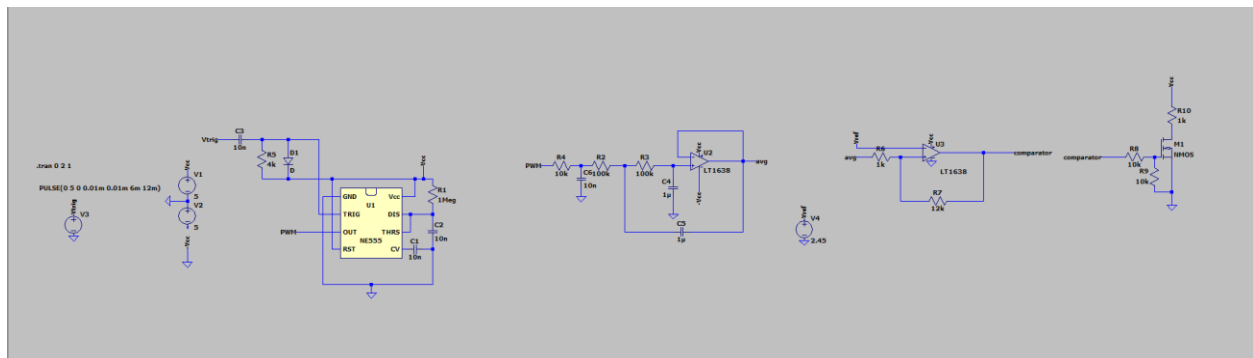 .tran 0 2 1
PULSE(0 5 0 0.01m 0.01m 6m 12m)
Vtrig
V3
Vcc
V1
5
V2
5
-Vcc
Vtrig
C3
10n
R5
4k
D1
D
Vcc
R1
1Meg
GND
Vcc
U1
TRIG
DIS
OUT
THRS
NE555
RST
CV
PWM
C1
10n
C2
10n
PWM
R4
10k
C6
10n
R2
100k
R3
100k
C4
1µ
C5
1µ
Vcc
U2
LT1638
-Vcc
avg
Vref
V4
2.45
Vref
avg
R6
1k
Vcc
U3
LT1638
R7
12k
comparator
comparator
R8
10k
R9
10k
Vcc
R10
1k
M1
NMOS